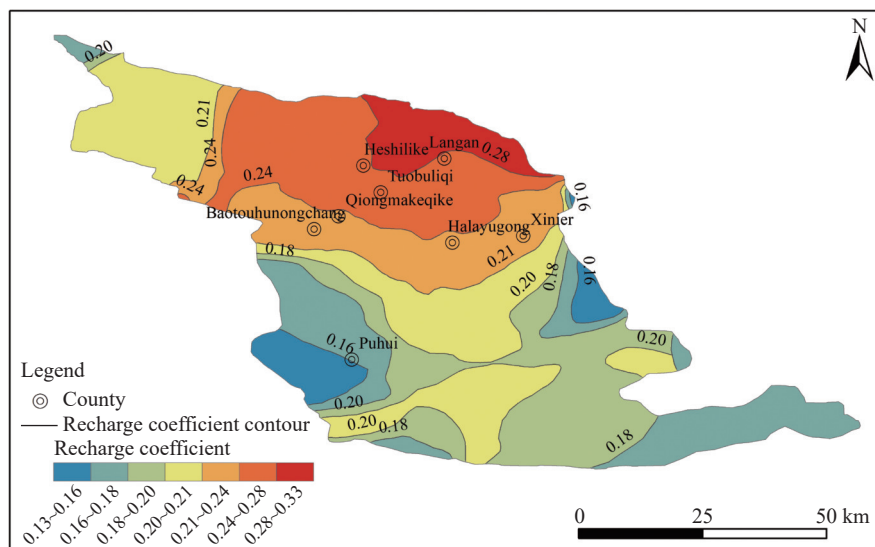 N
0.20
0.21
0.24
0.24
0.24
Heshilike
Langan
0.28
Tuobuliqi
Qiongmakeqike
Baotouhunongchang
Halayugong
Xinier
0.16
0.18
0.21
0.20
0.18
0.16
0.16
Puhui
0.20
0.20
0.20
0.18
0.18
Legend
County
Recharge coefficient contour
Recharge coefficient
0.13~0.16
0.16~0.18
0.18~0.20
0.20~0.21
0.21~0.24
0.24~0.28
0.28~0.33
0 25 50 km